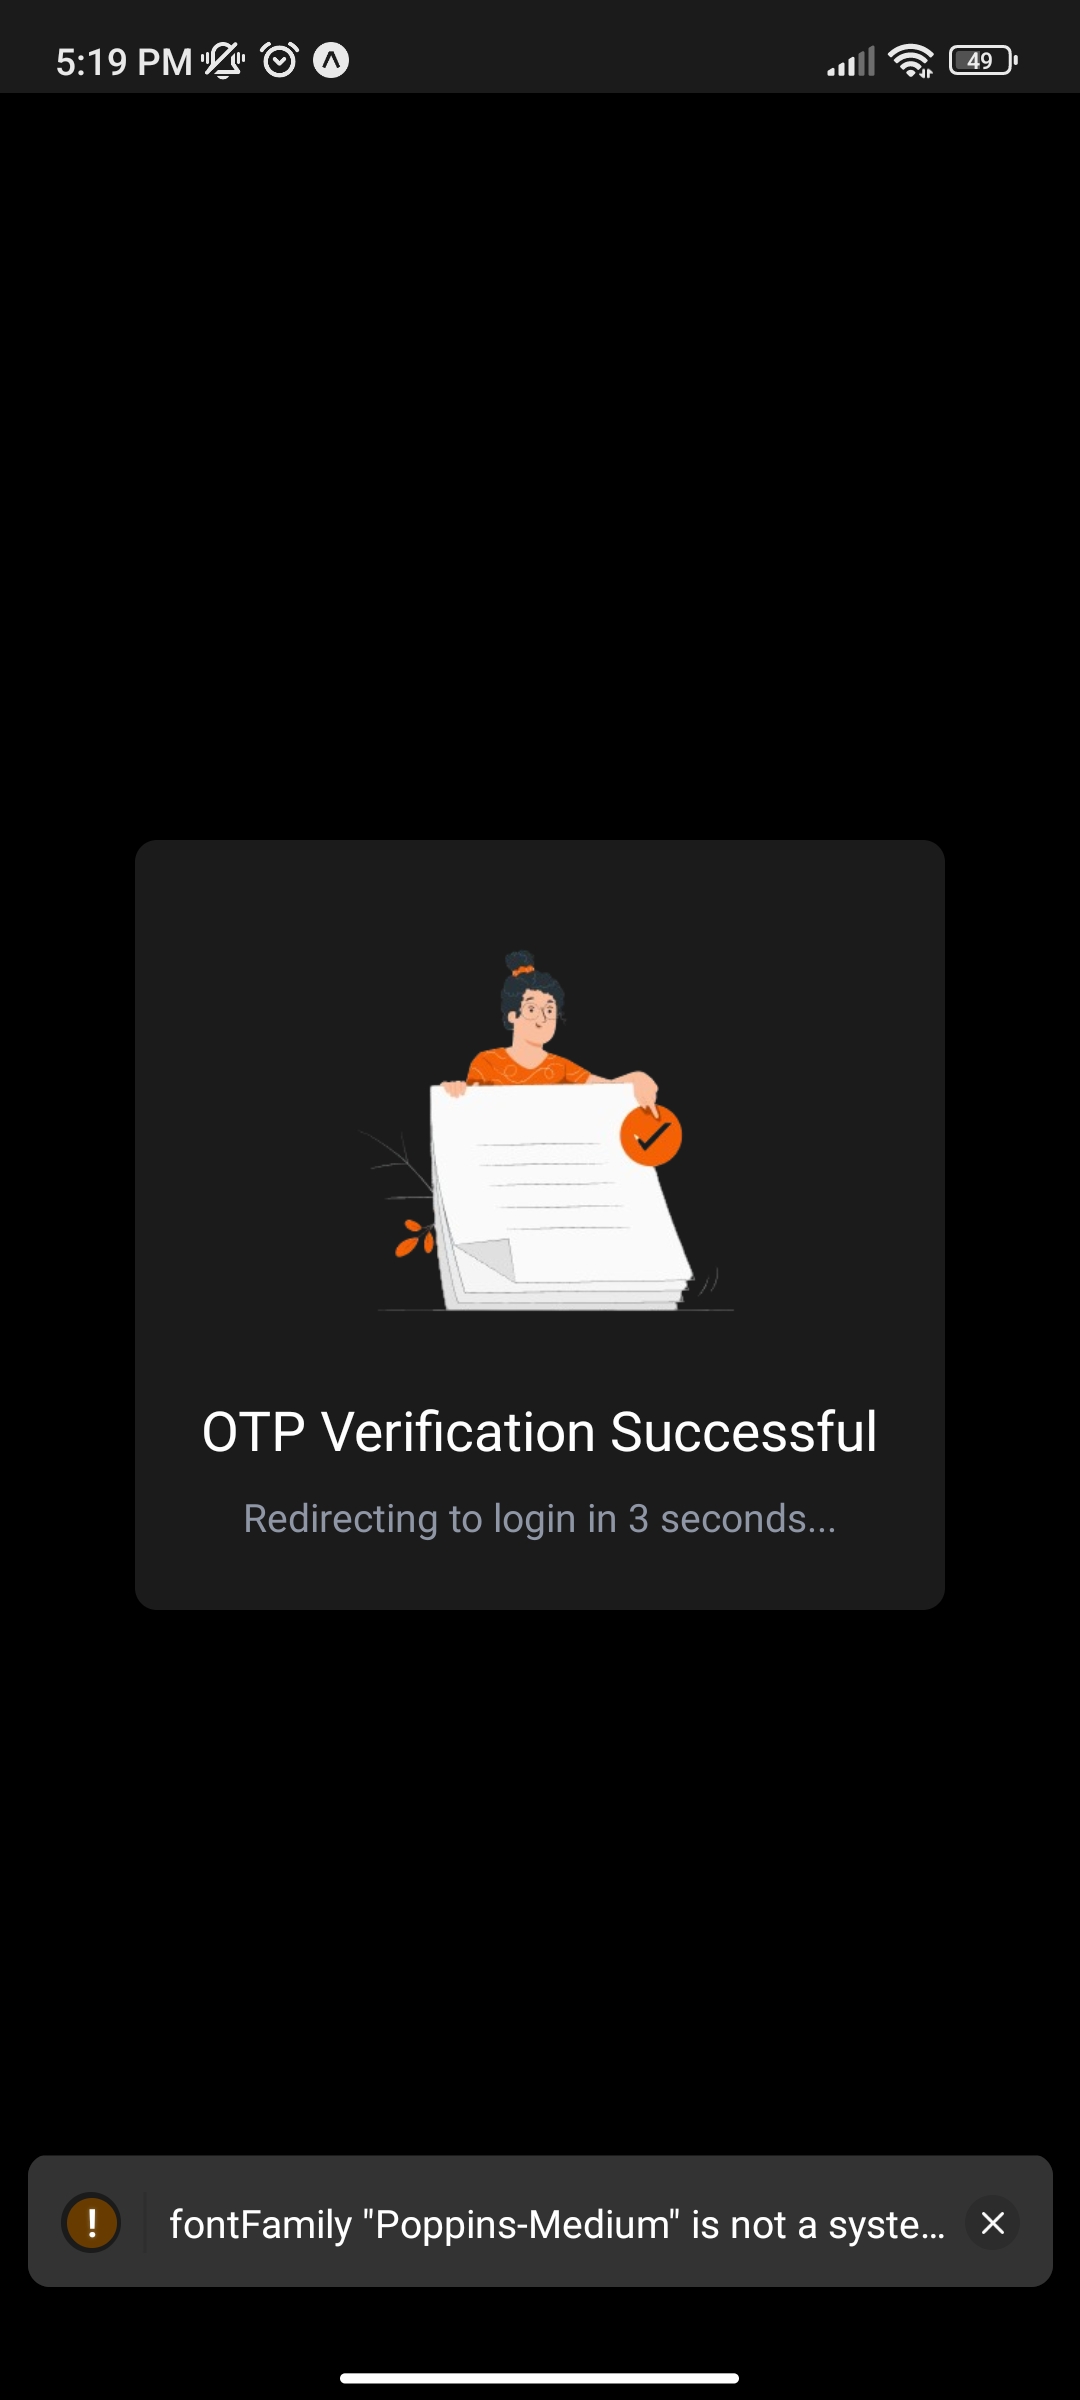 5:19 PM
49
OTP Verification Successful
Redirecting to login in 3 seconds...
fontFamily "Poppins-Medium" is not a syste...